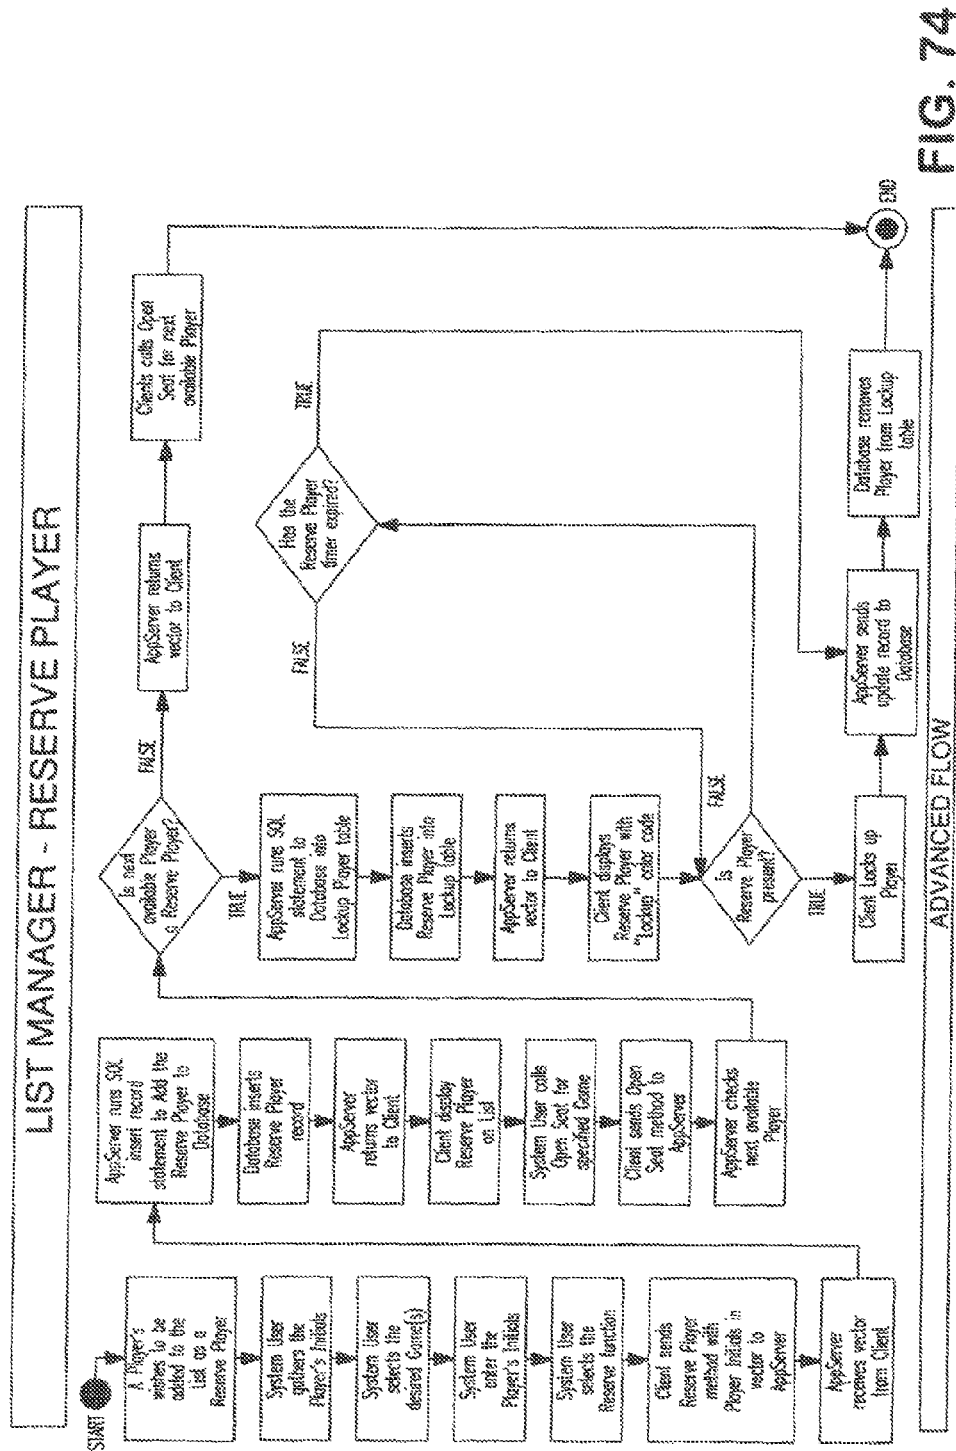 LIST MANAGER - RESERVE PLAYER
START
A Player's
wishes to be
added to the
List as a
Reserve Player
System User
gathers the
Player's Initials
System User
selects the
desired Game(s)
System User
enter the
Player's Initials
System User
selects the
Reserve function
Client sends
Reserve Player
method with
Player Initials in
vector to
AppServer
AppServer
receives vector
from Client
AppServer runs SQL
insert record
statement to Add the
Reserve Player to
Database
Database inserts
Reserve Player
record
AppServer
returns vector
to Client
Client display
Reserve Player
on List
System User calls
Open Seat for
specified Game
Client sends Open
Seat method to
AppServer
AppServer checks
next available
Player
Is next
available Player
a Reserve Player?
FALSE
TRUE
AppServer runs SQL
statement to
Database into
Lockup Player table
Database inserts
Reserve Player into
Lockup table
AppServer returns
vector to Client
Client displays
Reserve Player with
"Lockup" color code
Is
Reserve Player
present?
FALSE
TRUE
Client Locks up
Player
AppServer returns
vector to Client
Clients calls Open
Seat for next
available Player
Has the
Reserve Player
timer expired?
FALSE
TRUE
AppServer sends
update record to
Database
Database removes
Player from Lockup
table
END
ADVANCED FLOW
FIG. 74